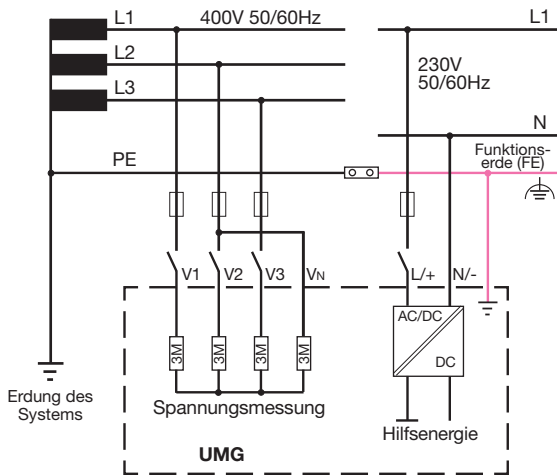 L1
400V 50/60Hz
L1
L2
230V
50/60Hz
L3
N
PE
Funktions-
erde (FE)
V1
V2
V3
VN
L/+
N/-
AC/DC
DC
3M
3M
3M
3M
Erdung des
Systems
Spannungsmessung
Hilfsenergie
UMG